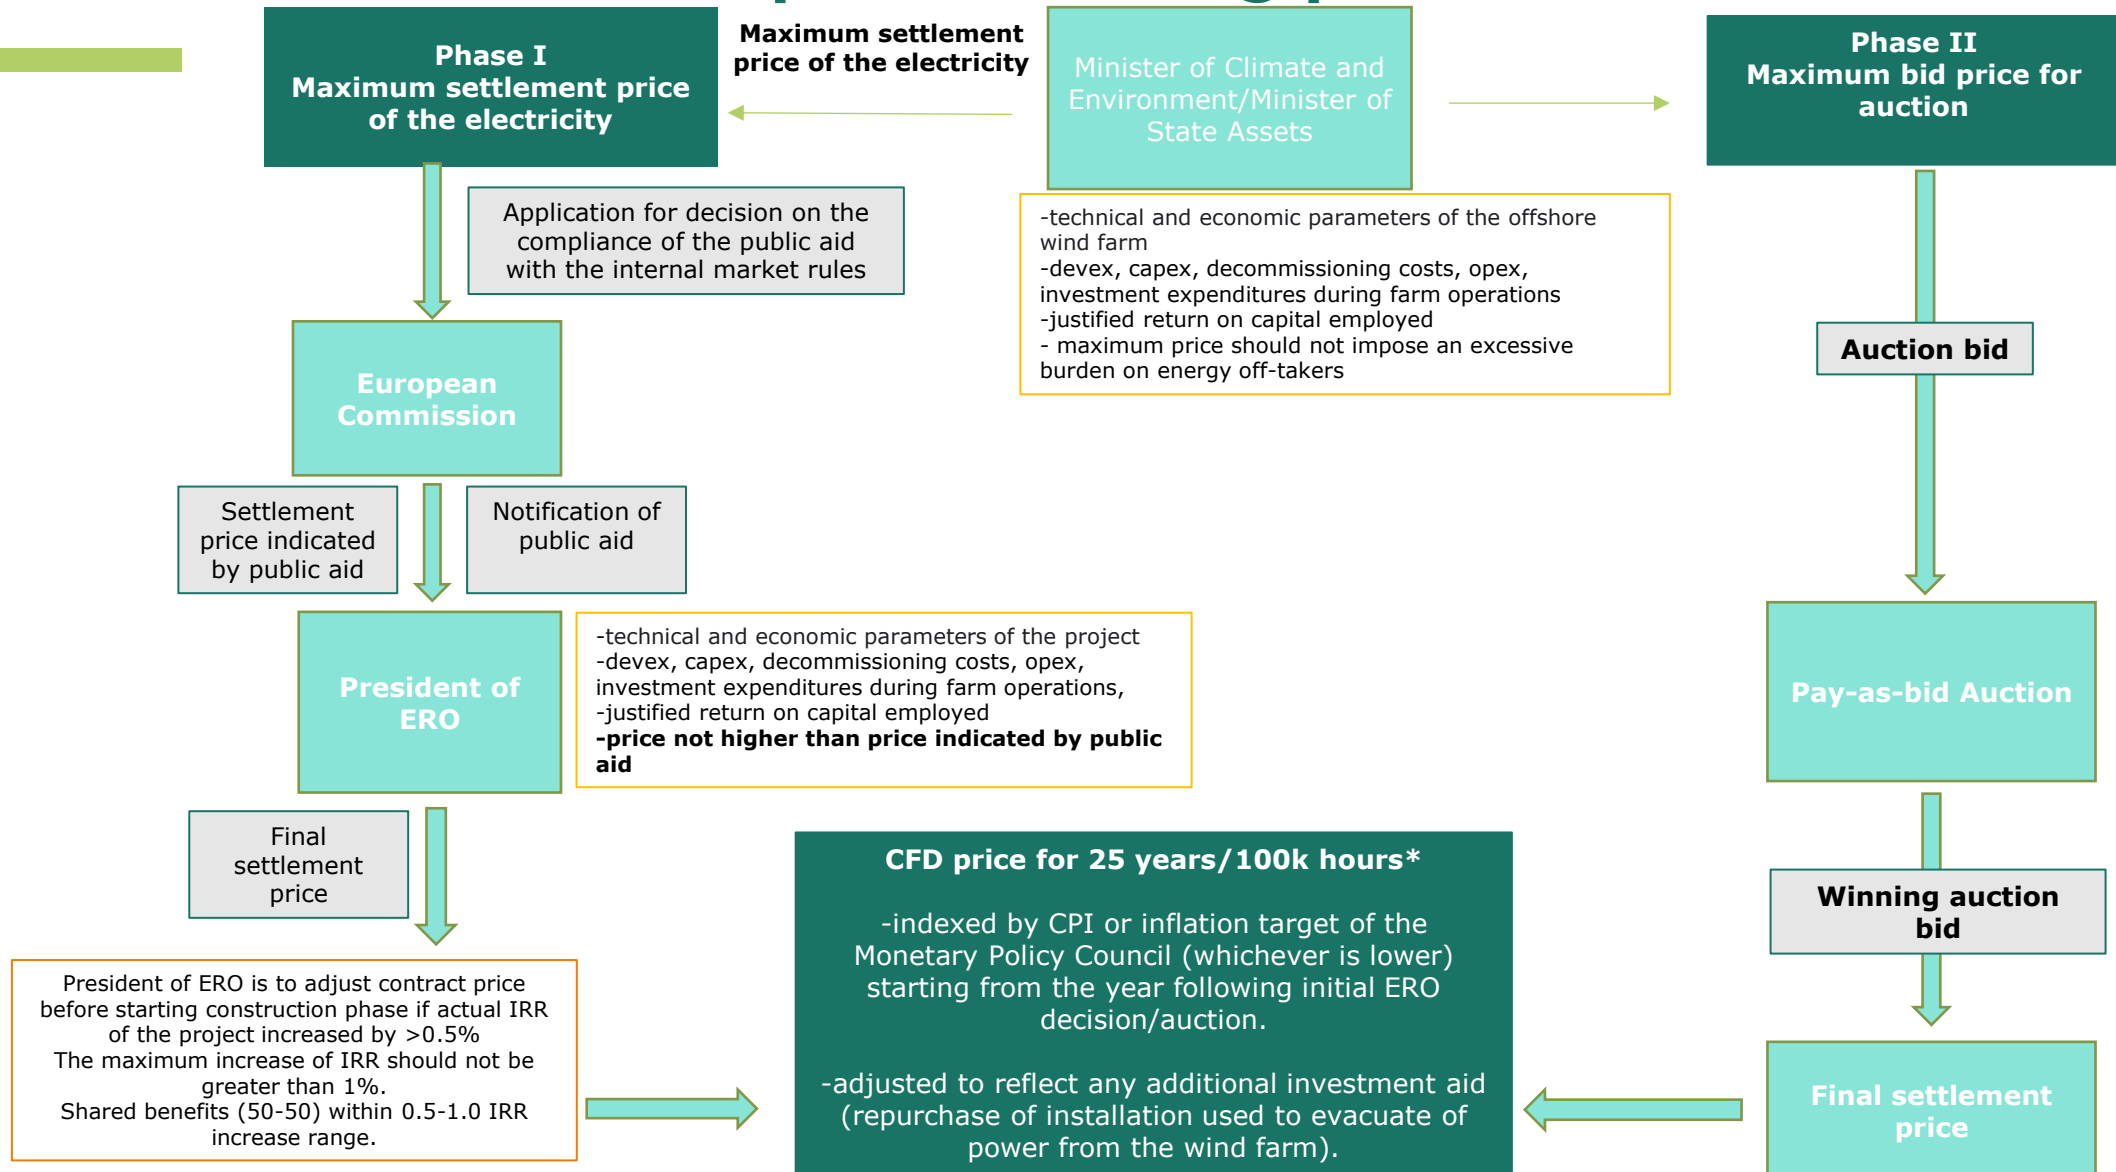 Phase I
Maximum settlement price
of the electricity
Maximum settlement
price of the electricity
Minister of Climate and
Environment/Minister of
State Assets
Phase II
Maximum bid price for
auction
Application for decision on the
compliance of the public aid
with the internal market rules
-technical and economic parameters of the offshore
wind farm
-devex, capex, decommissioning costs, opex,
investment expenditures during farm operations
-justified return on capital employed
- maximum price should not impose an excessive
burden on energy off-takers
Auction bid
European
Commission
Settlement
price indicated
by public aid
Notification of
public aid
President of
ERO
-technical and economic parameters of the project
-devex, capex, decommissioning costs, opex,
investment expenditures during farm operations,
-justified return on capital employed
-price not higher than price indicated by public
aid
Pay-as-bid Auction
Final
settlement
price
CFD price for 25 years/100k hours*
-indexed by CPI or inflation target of the
Monetary Policy Council (whichever is lower)
starting from the year following initial ERO
decision/auction.
-adjusted to reflect any additional investment aid
(repurchase of installation used to evacuate of
power from the wind farm).
Winning auction
bid
President of ERO is to adjust contract price
before starting construction phase if actual IRR
of the project increased by >0.5%
The maximum increase of IRR should not be
greater than 1%.
Shared benefits (50-50) within 0.5-1.0 IRR
increase range.
Final settlement
price